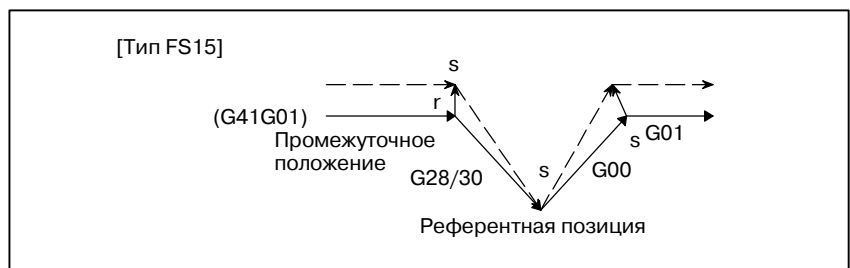 [Тип FS15]
s
r
(G41G01)
Промежуточное
положение
s
G01
s
G00
G28/30
Референтная позиция